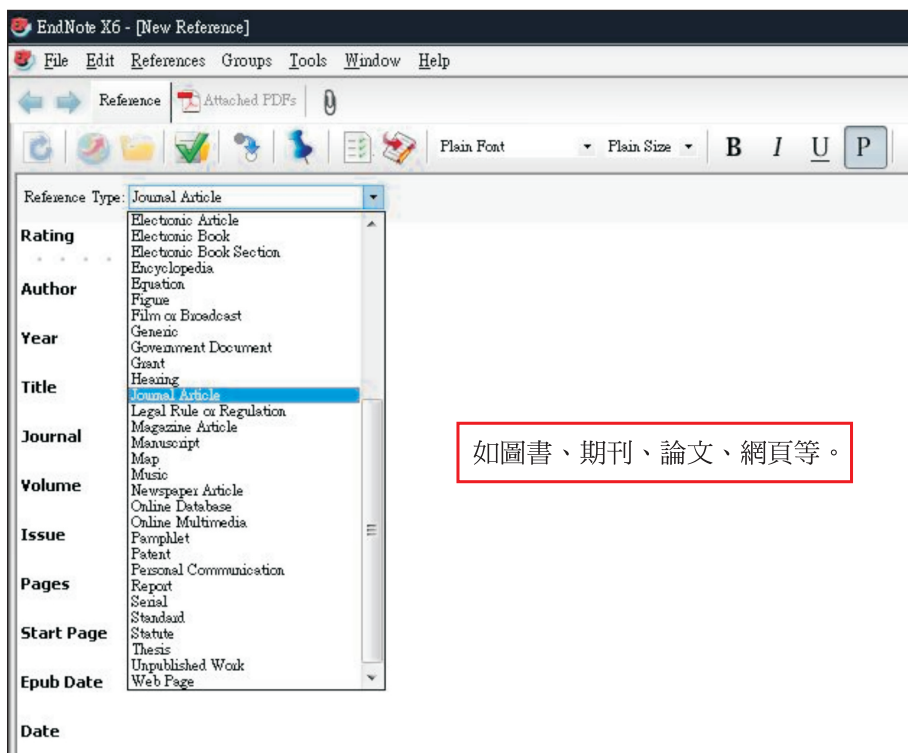 EndNote X6 - [New Reference]
File Edit References Groups Tools Window Help
Reference Attached PDFs
Plain Font Plain Size B I U P
Reference Type: Journal Article
Electronic Article
Rating
Electronic Book
Electronic Book Section
Encyclopedia
Author
Equation
Figure
Film or Broadcast
Year
Generic
Government Document
Grant
Title
Hearing
Journal Article
Legal Rule or Regulation
Magazine Article
Journal
Manuscript
Map
Music
Volume
Newspaper Article
Online Database
Online Multimedia
Issue
Pamphlet
Patent
Personal Communication
Pages
Report
Serial
Standard
Start Page
Statute
Thesis
Unpublished Work
Epub Date
Web Page
Date
如圖書、期刊、論文、網頁等。